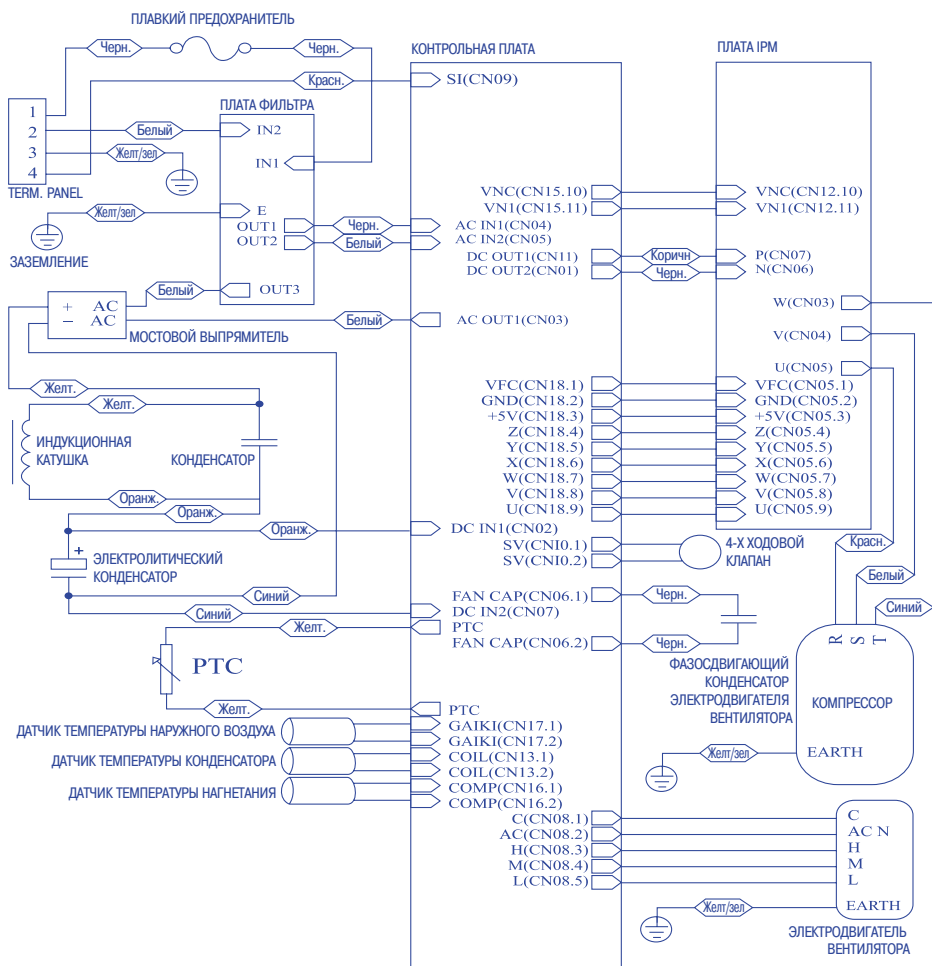 ПЛАВКИЙ ПРЕДОХРАНИТЕЛЬ
Черн.
Черн.
КОНТРОЛЬНАЯ ПЛАТА
ПЛАТА IPM
Красн.
SI(CN09)
ПЛАТА ФИЛЬТРА
1
2
3
4
TERM. PANEL
Белый
IN2
Желт/зел
IN1
VNC(CN15.10)
VNC(CN12.10)
VN1(CN15.11)
VN1(CN12.11)
Желт/зел
E
OUT1
Черн.
AC IN1(CN04)
OUT2
Белый
AC IN2(CN05)
ЗАЗЕМЛЕНИЕ
DC OUT1(CN11)
Коричн
P(CN07)
DC OUT2(CN01)
Черн.
N(CN06)
Белый
OUT3
W(CN03)
+ AC
– AC
МОСТОВОЙ ВЫПРЯМИТЕЛЬ
Белый
AC OUT1(CN03)
V(CN04)
U(CN05)
Желт.
Желт.
VFC(CN18.1)
VFC(CN05.1)
GND(CN18.2)
GND(CN05.2)
+5V(CN18.3)
+5V(CN05.3)
Z(CN18.4)
Z(CN05.4)
ИНДУКЦИОННАЯ
КАТУШКА
КОНДЕНСАТОР
Y(CN18.5)
Y(CN05.5)
X(CN18.6)
X(CN05.6)
W(CN18.7)
W(CN05.7)
V(CN18.8)
V(CN05.8)
U(CN18.9)
U(CN05.9)
Оранж.
Оранж.
Оранж.
DC IN1(CN02)
+
ЭЛЕКТРОЛИТИЧЕСКИЙ
КОНДЕНСАТОР
SV(CNI0.1)
SV(CNI0.2)
4-Х ХОДОВОЙ
КЛАПАН
Красн.
Белый
Синий
Синий
Синий
FAN CAP(CN06.1)
Черн.
DC IN2(CN07)
Желт.
PTC
FAN CAP(CN06.2)
Черн.
R
S
T
PTC
ФАЗОСДВИГАЮЩИЙ
КОНДЕНСАТОР
ЭЛЕКТРОДВИГАТЕЛЯ
ВЕНТИЛЯТОРА
КОМПРЕССОР
EARTH
Желт/зел
Желт.
PTC
ДАТЧИК ТЕМПЕРАТУРЫ НАРУЖНОГО ВОЗДУХА
GAIKI(CN17.1)
GAIKI(CN17.2)
ДАТЧИК ТЕМПЕРАТУРЫ КОНДЕНСАТОРА
COIL(CN13.1)
COIL(CN13.2)
ДАТЧИК ТЕМПЕРАТУРЫ НАГНЕТАНИЯ
COMP(CN16.1)
COMP(CN16.2)
C(CN08.1)
C
AC(CN08.2)
AC N
H(CN08.3)
H
M(CN08.4)
M
L(CN08.5)
L
Желт/зел
EARTH
ЭЛЕКТРОДВИГАТЕЛЬ
ВЕНТИЛЯТОРА